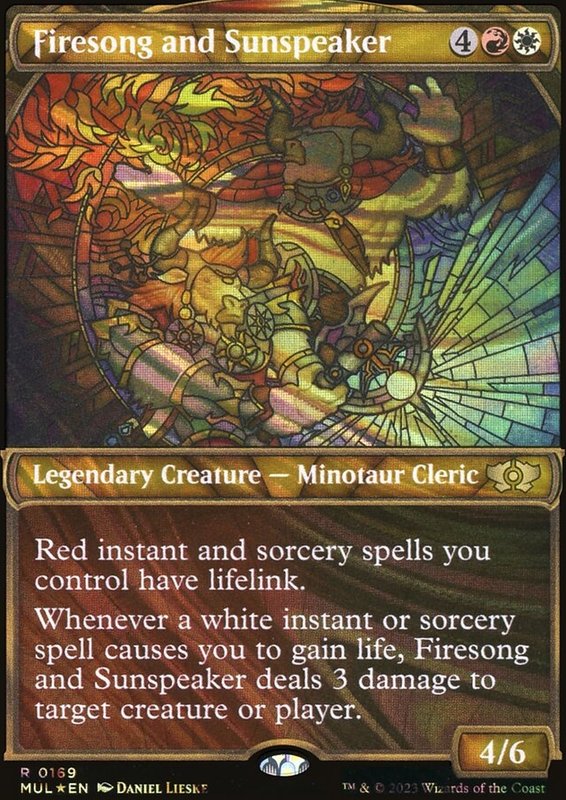 Firesong and Sunspeaker 4
Legendary Creature — Minotaur Cleric
Red instant and sorcery spells you
control have lifelink.
Whenever a white instant or sorcery
spell causes you to gain life, Firesong
and Sunspeaker deals 3 damage to
target creature or player.
4/6
R 0169
MUL★EN Daniel Lieske
™ & © 2023 Wizards of the Coast